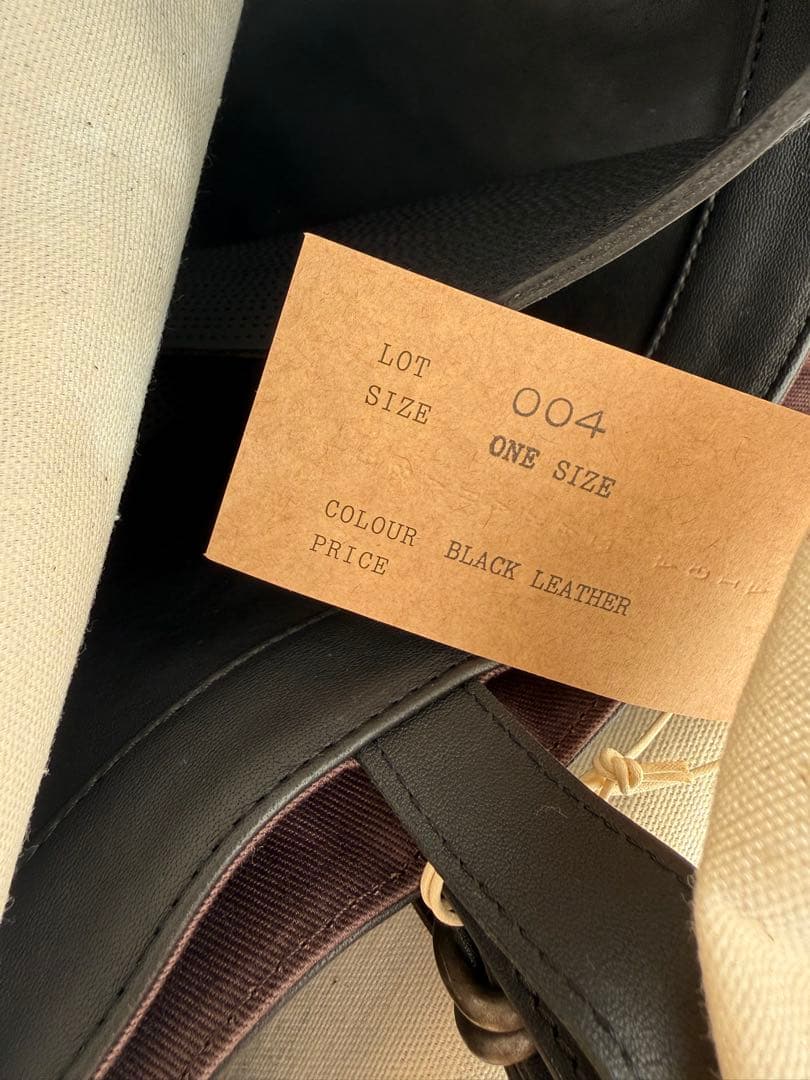 LOT 004
SIZE ONE SIZE
COLOUR BLACK LEATHER
PRICE